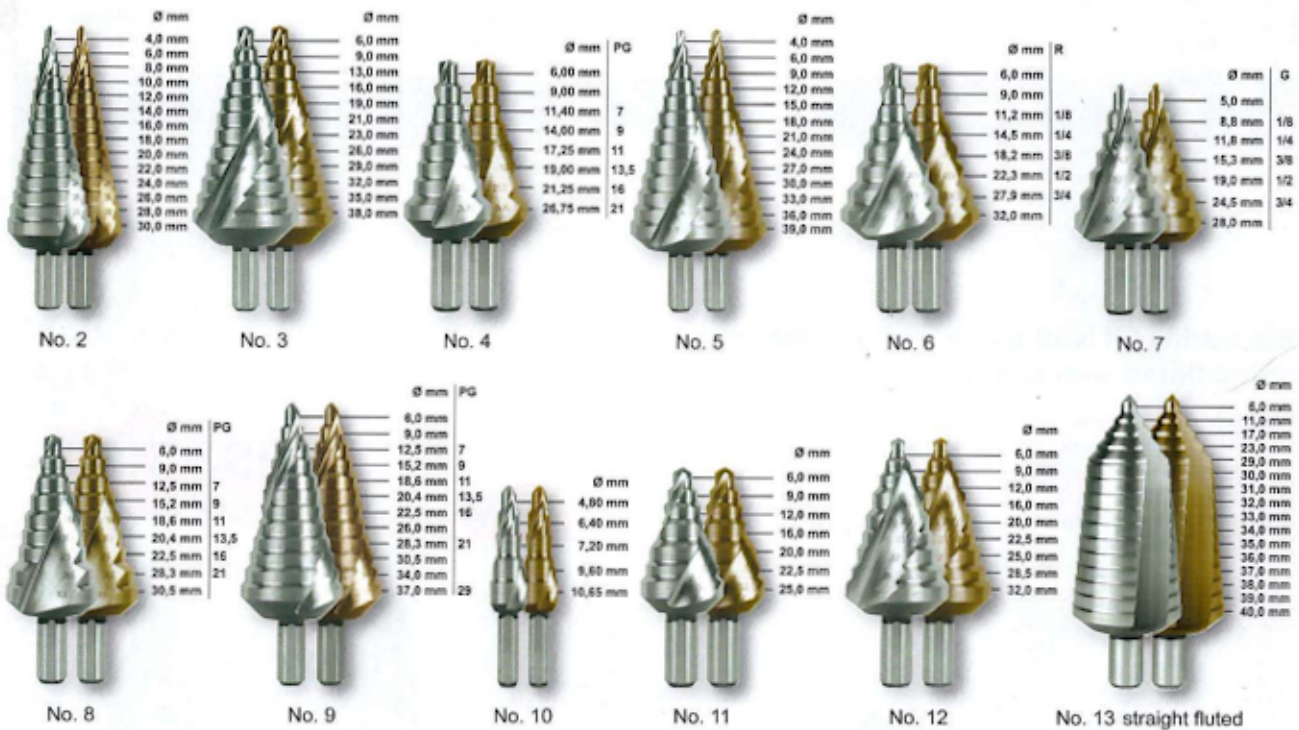 Ø mm
4,0 mm
6,0 mm
8,0 mm
10,0 mm
12,0 mm
14,0 mm
16,0 mm
18,0 mm
20,0 mm
22,0 mm
24,0 mm
26,0 mm
28,0 mm
30,0 mm
No. 2
Ø mm
6,0 mm
9,0 mm
13,0 mm
16,0 mm
19,0 mm
21,0 mm
23,0 mm
26,0 mm
29,0 mm
32,0 mm
35,0 mm
38,0 mm
No. 3
Ø mm PG
6,00 mm
9,00 mm
11,40 mm 7
14,00 mm 9
17,25 mm 11
19,00 mm 13,5
21,25 mm 16
26,75 mm 21
No. 4
Ø mm
4,0 mm
6,0 mm
9,0 mm
12,0 mm
15,0 mm
18,0 mm
21,0 mm
24,0 mm
27,0 mm
30,0 mm
33,0 mm
36,0 mm
39,0 mm
No. 5
Ø mm R
6,0 mm
9,0 mm
11,2 mm 1/8
14,5 mm 1/4
18,2 mm 3/8
22,3 mm 1/2
27,9 mm 3/4
32,0 mm
No. 6
Ø mm G
5,0 mm
8,8 mm 1/8
11,8 mm 1/4
15,3 mm 3/8
19,0 mm 1/2
24,5 mm 3/4
28,0 mm
No. 7
Ø mm PG
6,0 mm
9,0 mm
12,5 mm 7
15,2 mm 9
18,6 mm 11
20,4 mm 13,5
22,5 mm 16
28,3 mm 21
30,5 mm
No. 8
Ø mm PG
6,0 mm
9,0 mm
12,5 mm 7
15,2 mm 9
18,6 mm 11
20,4 mm 13,5
22,5 mm 16
26,0 mm
28,3 mm 21
30,5 mm
34,0 mm
37,0 mm 29
No. 9
Ø mm
4,80 mm
6,40 mm
7,20 mm
9,60 mm
10,65 mm
No. 10
Ø mm
6,0 mm
9,0 mm
12,0 mm
16,0 mm
20,0 mm
22,5 mm
25,0 mm
No. 11
Ø mm
6,0 mm
9,0 mm
12,0 mm
16,0 mm
20,0 mm
22,5 mm
25,0 mm
28,5 mm
32,0 mm
No. 12
Ø mm
11,0 mm
17,0 mm
23,0 mm
29,0 mm
30,0 mm
31,0 mm
32,0 mm
33,0 mm
34,0 mm
35,0 mm
36,0 mm
37,0 mm
38,0 mm
39,0 mm
40,0 mm
No. 13 straight fluted